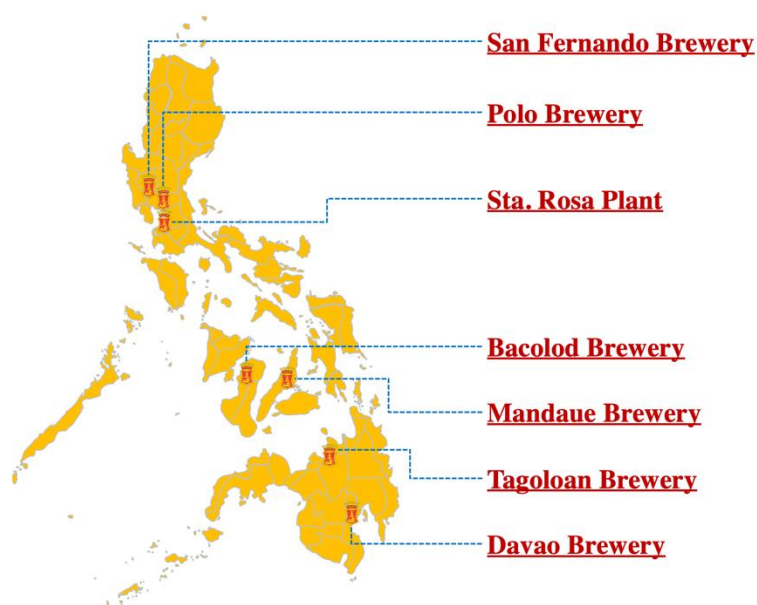 San Fernando Brewery
Polo Brewery
Sta. Rosa Plant
Bacolod Brewery
Mandaue Brewery
Tagoloan Brewery
Davao Brewery